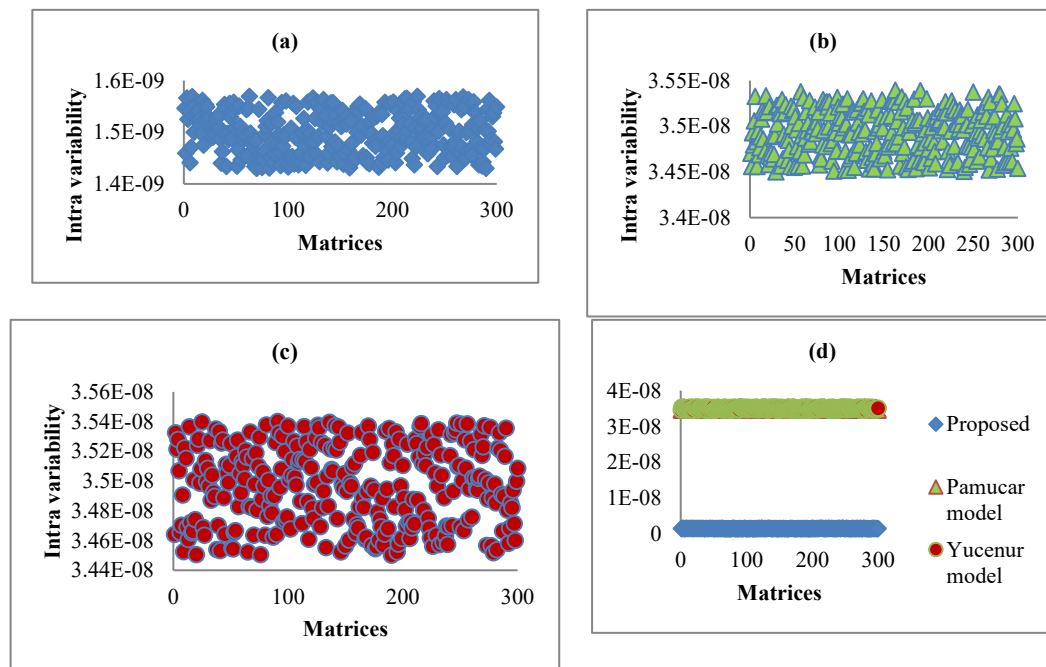 (a)
Intra variability
1.6E-09
1.5E-09
1.4E-09
0
100
200
300
Matrices
(b)
Intra variability
3.55E-08
3.5E-08
3.45E-08
3.4E-08
0 50 100 150 200 250 300
Matrices
(c)
Intra variability
3.56E-08
3.54E-08
3.52E-08
3.5E-08
3.48E-08
3.46E-08
3.44E-08
0
100
200
300
Matrices
(d)
4E-08
3E-08
2E-08
1E-08
0
0 100 200 300
Matrices
Proposed
Pamucar
model
Yucenur
model